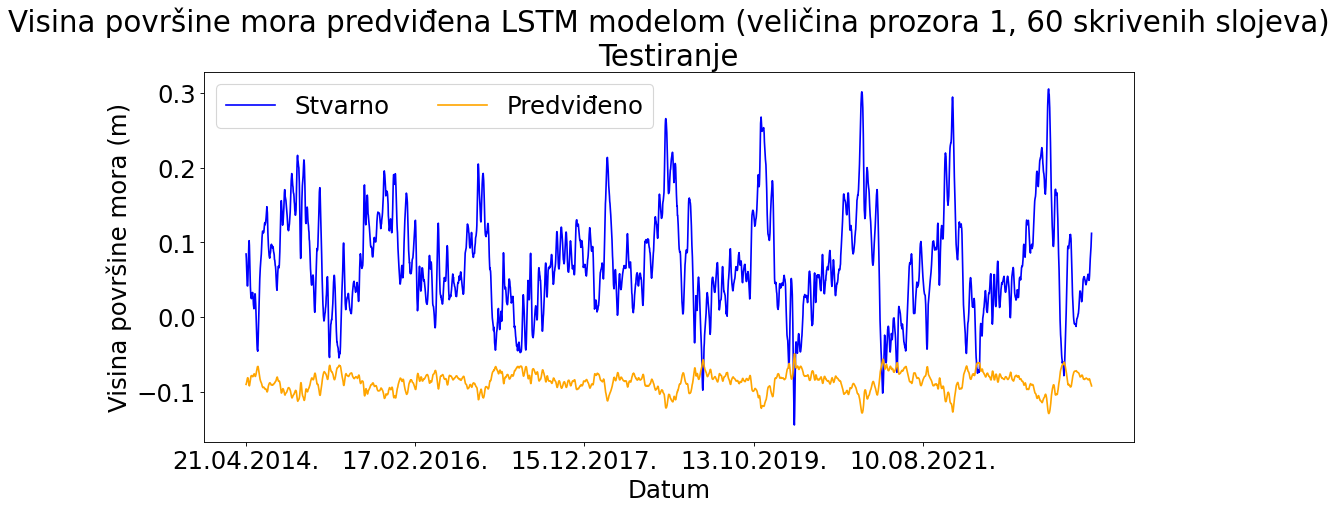 Visina površine mora predviđena LSTM modelom (veličina prozora 1, 60 skrivenih slojeva)
Testiranje
Stvarno Predviđeno
Visina površine mora (m)
0.3
0.2
0.1
0.0
−0.1
21.04.2014. 17.02.2016. 15.12.2017. 13.10.2019. 10.08.2021.
Datum